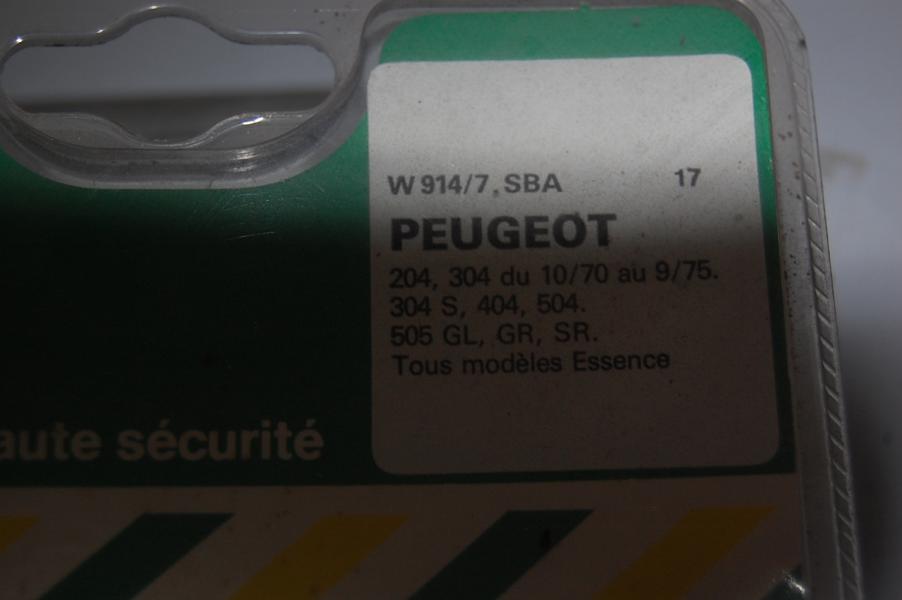 W 914/7 SBA 17
PEUGEOT
204, 304 du 10/70 au 9/75.
304 S, 404, 504.
505 GL, GR, SR.
Tous modèles Essence
aute sécurité